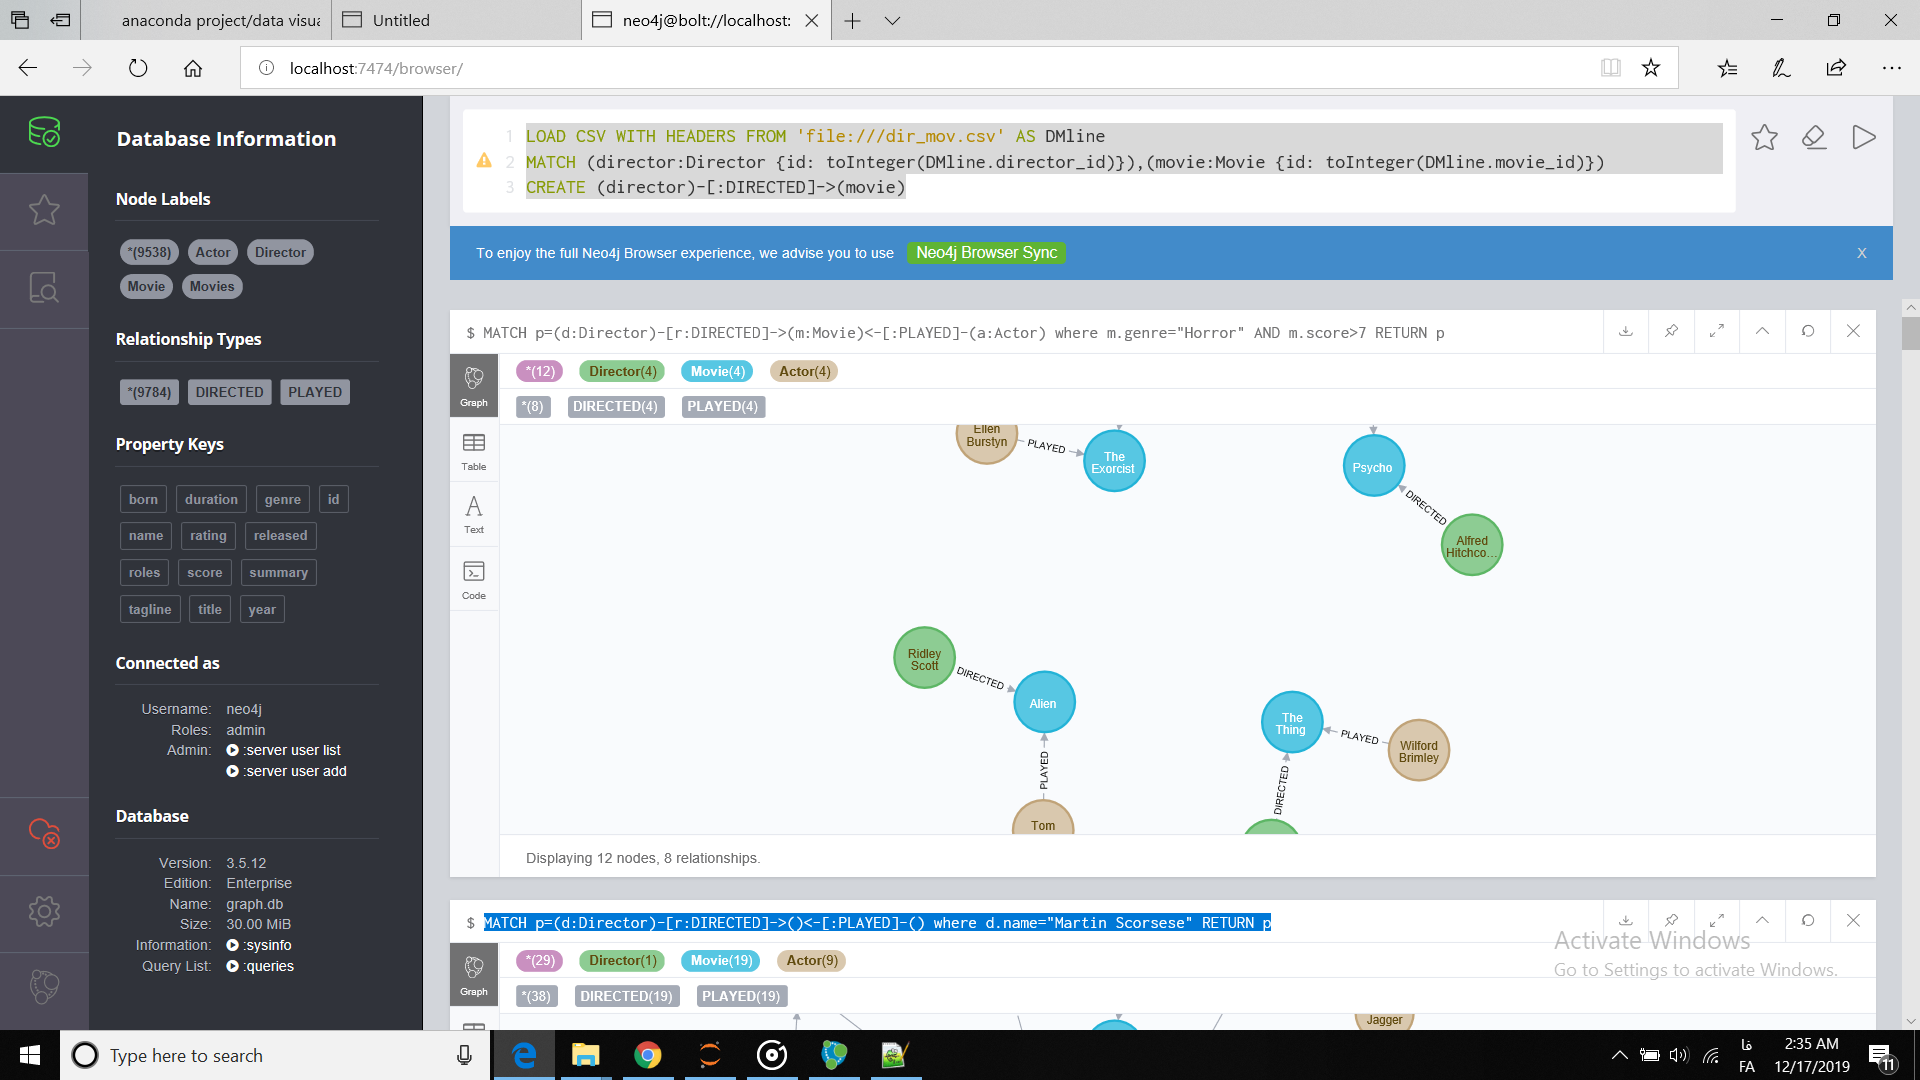 anaconda project/data visua
Untitled
neo4j@bolt://localhost:
localhost:7474/browser/
Database Information
Node Labels
*(9538) Actor Director
Movie Movies
Relationship Types
*(9784) DIRECTED PLAYED
Property Keys
born duration genre id
name rating released
roles score summary
tagline title year
Connected as
Username: neo4j
Roles: admin
Admin: :server user list
:server user add
Database
Version: 3.5.12
Edition: Enterprise
Name: graph.db
Size: 30.00 MiB
Information: :sysinfo
Query List: :queries
1 LOAD CSV WITH HEADERS FROM 'file:///dir_mov.csv' AS DMline
2 MATCH (director:Director {id: toInteger(DMline.director_id)}),(movie:Movie {id: toInteger(DMline.movie_id)})
3 CREATE (director)-[:DIRECTED]->(movie)
To enjoy the full Neo4j Browser experience, we advise you to use Neo4j Browser Sync x
$ MATCH p=(d:Director)-[r:DIRECTED]->(m:Movie)<-[:PLAYED]-(a:Actor) where m.genre="Horror" AND m.score>7 RETURN p
Graph
Table
Text
Code
*(12) Director(4) Movie(4) Actor(4)
*(8) DIRECTED(4) PLAYED(4)
Ellen
Burstyn
PLAYED
The
Exorcist
Psycho
DIRECTED
Alfred
Hitchco...
Ridley
Scott
DIRECTED
Alien
PLAYED
Tom
The
Thing
PLAYED
Wilford
Brimley
DIRECTED
Displaying 12 nodes, 8 relationships.
$ MATCH p=(d:Director)-[r:DIRECTED]->()<-[:PLAYED]-() where d.name="Martin Scorsese" RETURN p
Graph
*(29) Director(1) Movie(19) Actor(9)
*(38) DIRECTED(19) PLAYED(19)
Jagger
Activate Windows
Go to Settings to activate Windows.
Type here to search
فا
FA
2:35 AM
12/17/2019
11